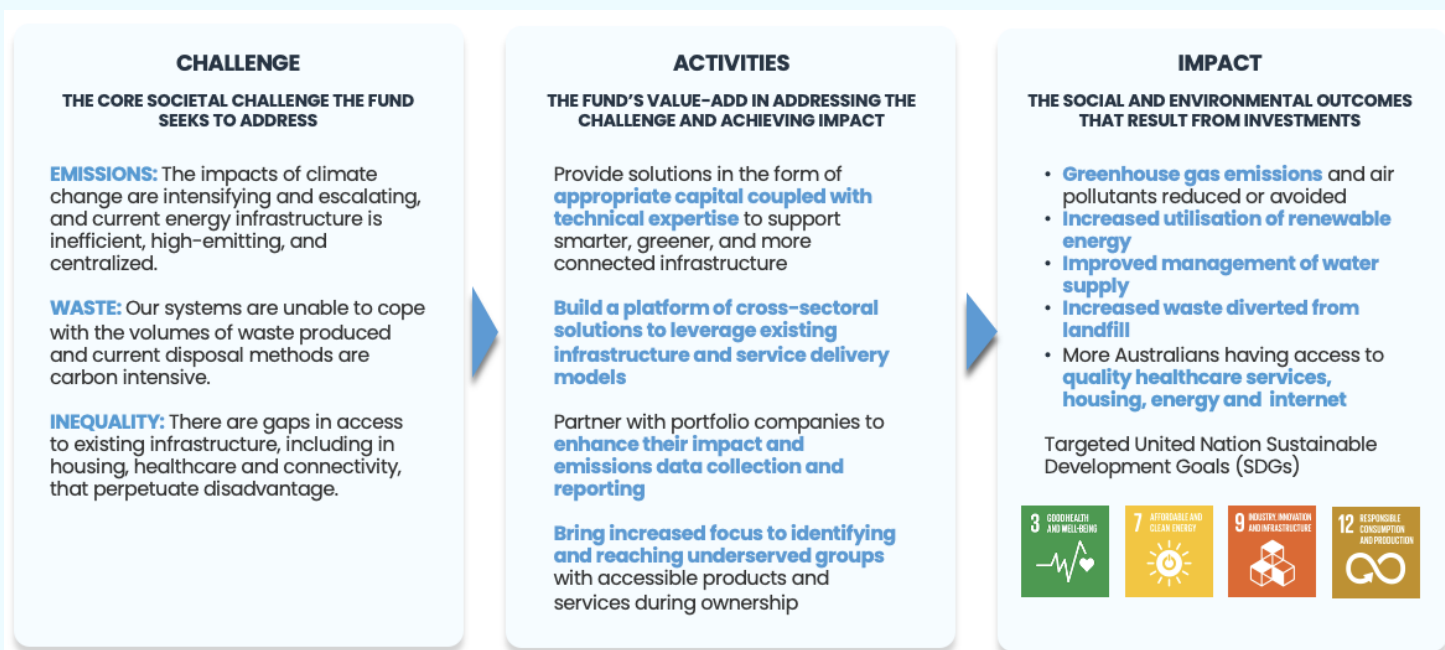 CHALLENGE
THE CORE SOCIETAL CHALLENGE THE FUND
SEEKS TO ADDRESS
EMISSIONS: The impacts of climate
change are intensifying and escalating,
and current energy infrastructure is
inefficient, high-emitting, and
centralized.
WASTE: Our systems are unable to cope
with the volumes of waste produced
and current disposal methods are
carbon intensive.
INEQUALITY: There are gaps in access
to existing infrastructure, including in
housing, healthcare and connectivity,
that perpetuate disadvantage.
ACTIVITIES
THE FUND'S VALUE-ADD IN ADDRESSING THE
CHALLENGE AND ACHIEVING IMPACT
Provide solutions in the form of
appropriate capital coupled with
technical expertise to support
smarter, greener, and more
connected infrastructure
Build a platform of cross-sectoral
solutions to leverage existing
infrastructure and service delivery
models
Partner with portfolio companies to
enhance their impact and
emissions data collection and
reporting
Bring increased focus to identifying
and reaching underserved groups
with accessible products and
services during ownership
IMPACT
THE SOCIAL AND ENVIRONMENTAL OUTCOMES
THAT RESULT FROM INVESTMENTS
• Greenhouse gas emissions and air
pollutants reduced or avoided
• Increased utilisation of renewable
energy
• Improved management of water
supply
• Increased waste diverted from
landfill
• More Australians having access to
quality healthcare services,
housing, energy and internet
Targeted United Nation Sustainable
Development Goals (SDGs)
3 GOOD HEALTH
AND WELL-BEING
7 AFFORDABLE AND
CLEAN ENERGY
9 INDUSTRY, INNOVATION
AND INFRASTRUCTURE
12 RESPONSIBLE
CONSUMPTION
AND PRODUCTION